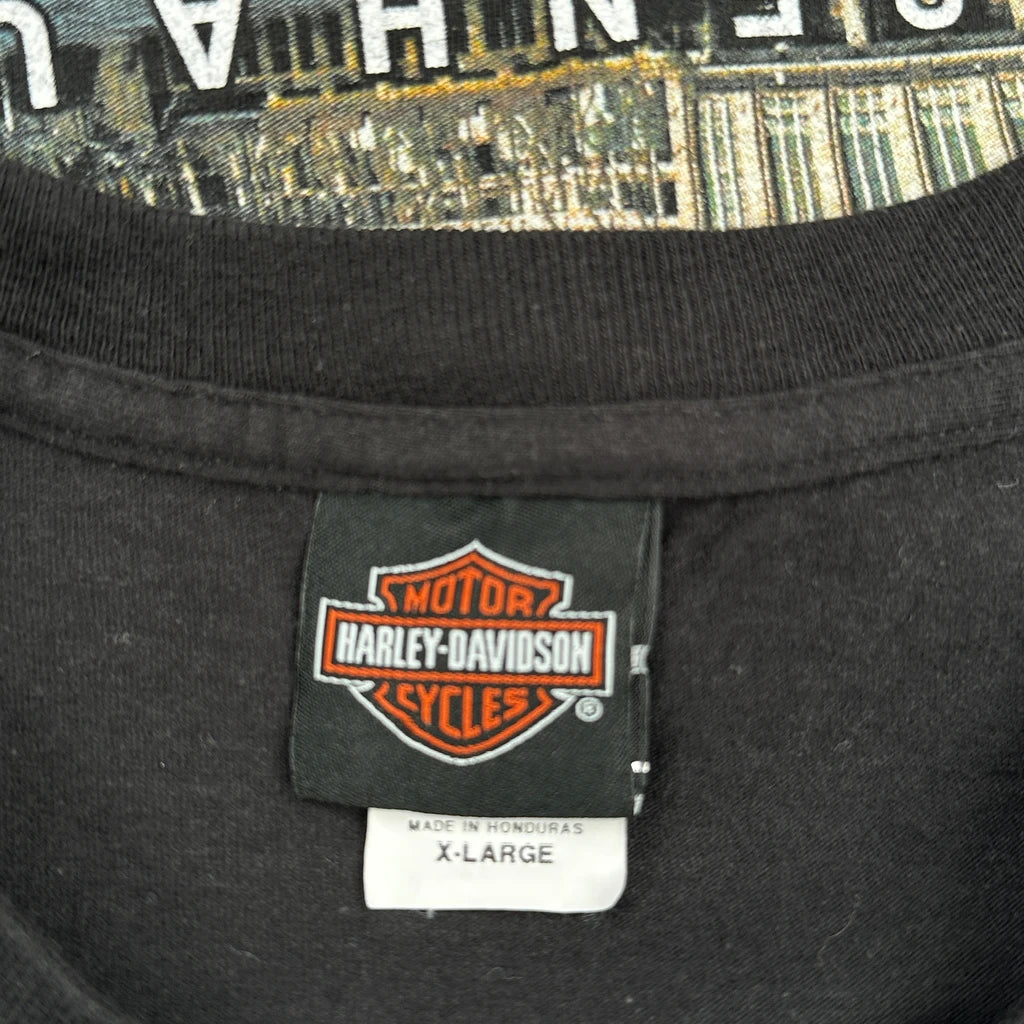 MOTOR
HARLEY-DAVIDSON
CYCLES
®
MADE IN HONDURAS
X-LARGE